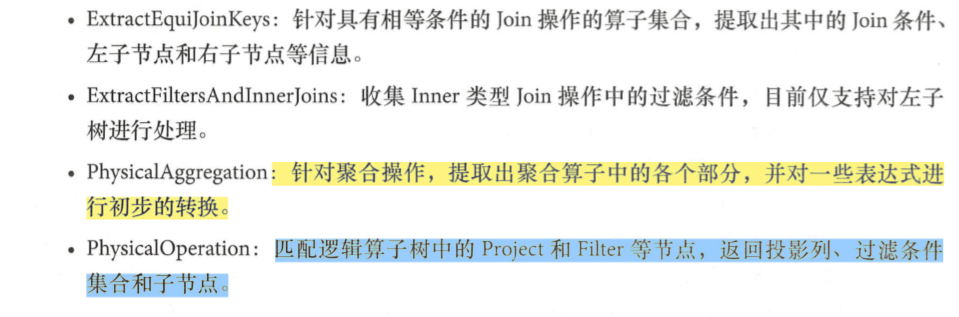 • ExtractEquiJoinKeys：针对具有相等条件的 Join 操作的算子集合，提取出其中的 Join 条件、
左子节点和右子节点等信息。
• ExtractFiltersAndInnerJoins：收集 Inner 类型 Join 操作中的过滤条件，目前仅支持对左子
树进行处理。
• PhysicalAggregation：针对聚合操作，提取出聚合算子中的各个部分，并对一些表达式进
行初步的转换。
• PhysicalOperation：匹配逻辑算子树中的 Project 和 Filter 等节点，返回投影列、过滤条件
集合和子节点。